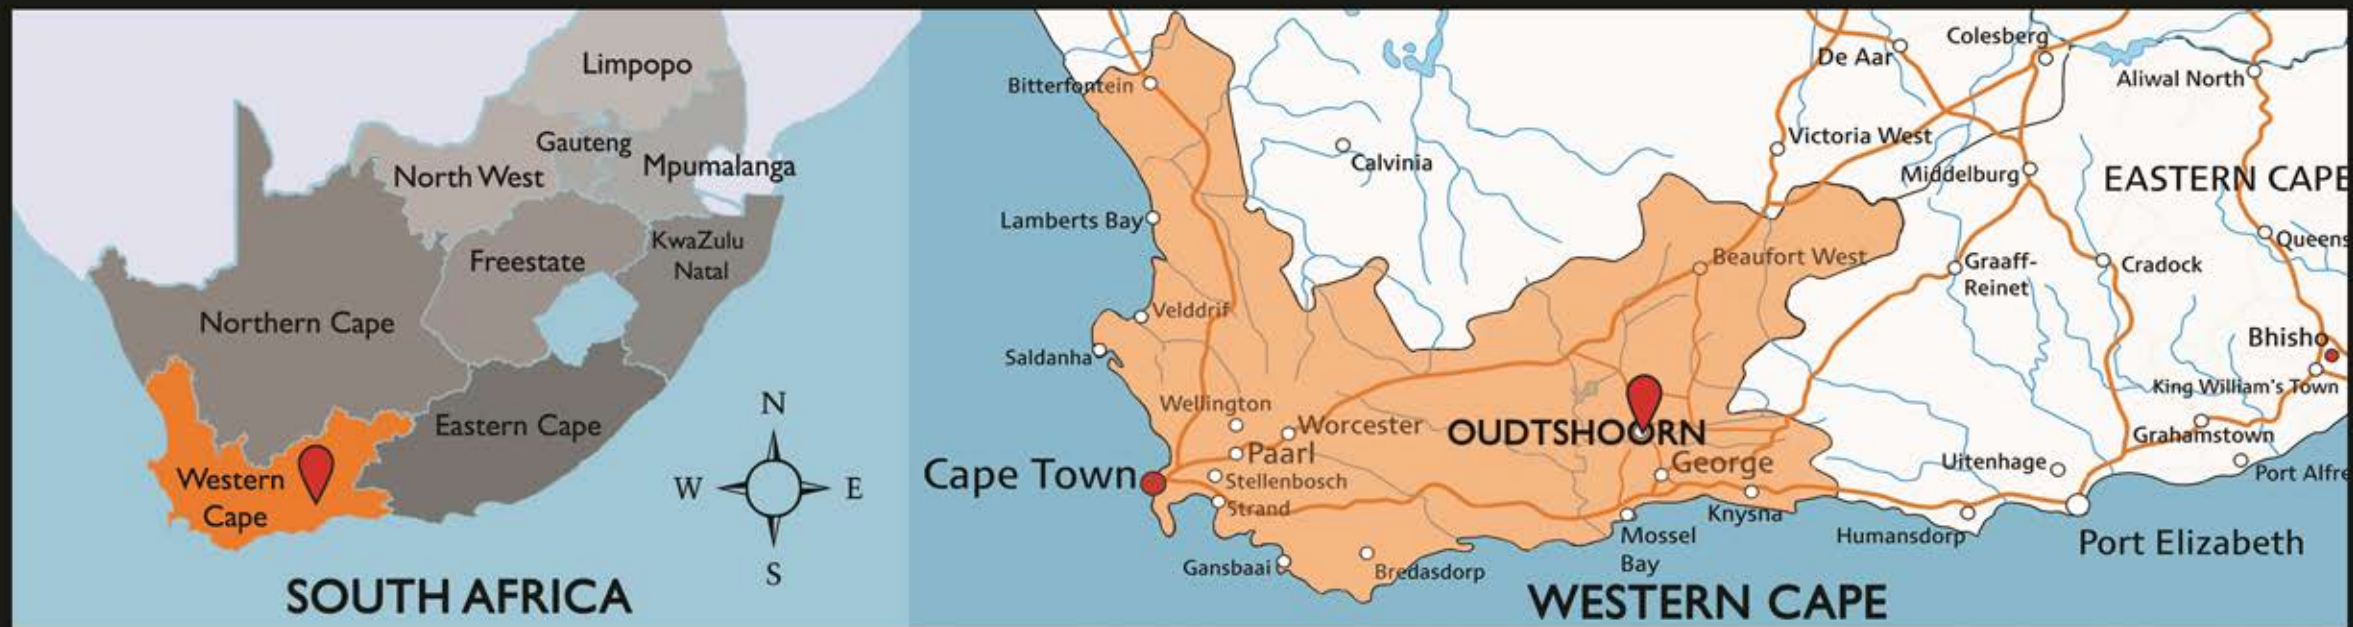 Limpopo
Gauteng
Mpumalanga
North West
KwaZulu
Natal
Freestate
Northern Cape
Eastern Cape
Western
Cape
N
W
E
S
SOUTH AFRICA
Colesberg
De Aar
Aliwal North
Bitterfontein
Victoria West
Calvinia
Middelburg
EASTERN CAPE
Lamberts Bay
Queens
Beaufort West
Graaff-
Reinet
Cradock
Velddrif
Bhisho
Saldanha
King William's Town
Wellington
Worcester
OUDTSHOORN
Grahamstown
Paarl
George
Uitenhage
Port Alfre
Cape Town
Stellenbosch
Strand
Knysna
Mossel
Bay
Humansdorp
Port Elizabeth
Gansbaai
Bredasdorp
WESTERN CAPE